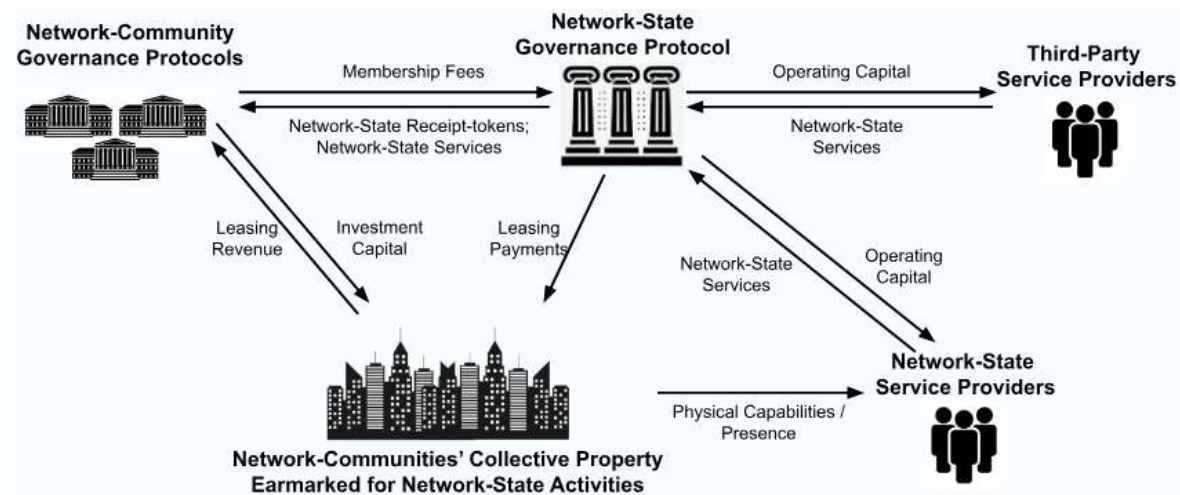 Network-Community
Governance Protocols
Network-State
Governance Protocol
Third-Party
Service Providers
Membership Fees
Operating Capital
Network-State Receipt-tokens;
Network-State Services
Network-State
Services
Leasing
Revenue
Investment
Capital
Leasing
Payments
Network-State
Services
Operating
Capital
Network-State
Service Providers
Physical Capabilities /
Presence
Network-Communities’ Collective Property
Earmarked for Network-State Activities